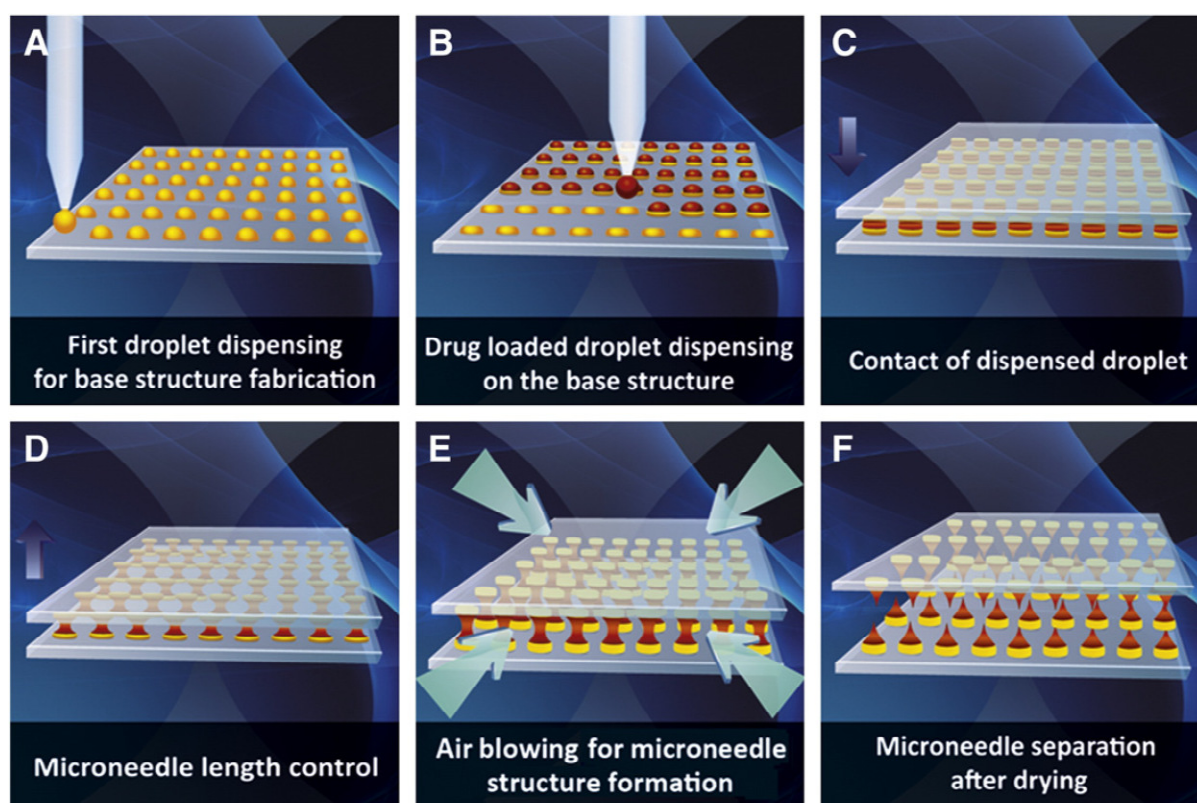 A
First droplet dispensing
for base structure fabrication
B
Drug loaded droplet dispensing
on the base structure
C
Contact of dispensed droplet
D
Microneedle length control
E
Air blowing for microneedle
structure formation
F
Microneedle separation
after drying